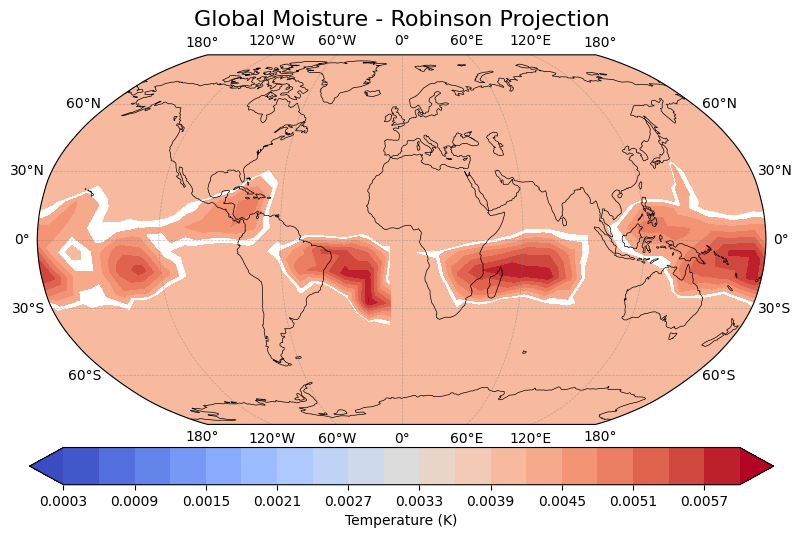 Global Moisture - Robinson Projection
180° 120°W 60°W 0° 60°E 120°E 180°
60°N 60°N
30°N 30°N
0° 0°
30°S 30°S
60°S 60°S
180° 120°W 60°W 0° 60°E 120°E 180°
0.0003 0.0009 0.0015 0.0021 0.0027 0.0033 0.0039 0.0045 0.0051 0.0057
Temperature (K)